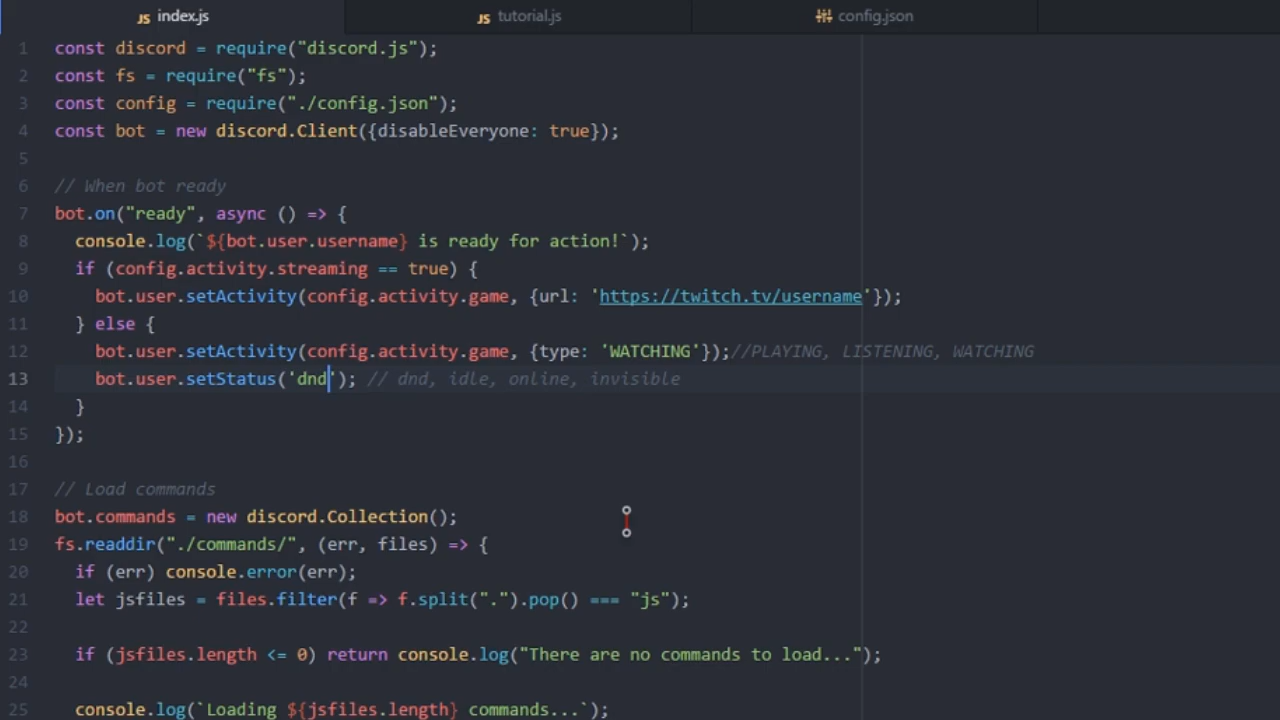 index.js
tutorial.js
config.json
1 const discord = require("discord.js");
2 const fs = require("fs");
3 const config = require("./config.json");
4 const bot = new discord.Client({disableEveryone: true});
5
6 // When bot ready
7 bot.on("ready", async () => {
8 console.log(`${bot.user.username} is ready for action!`);
9 if (config.activity.streaming == true) {
10 bot.user.setActivity(config.activity.game, {url: 'https://twitch.tv/username'});
11 } else {
12 bot.user.setActivity(config.activity.game, {type: 'WATCHING'});//PLAYING, LISTENING, WATCHING
13 bot.user.setStatus('dnd'); // dnd, idle, online, invisible
14 }
15 });
16
17 // Load commands
18 bot.commands = new discord.Collection();
19 fs.readdir("./commands/", (err, files) => {
20 if (err) console.error(err);
21 let jsfiles = files.filter(f => f.split(".").pop() === "js");
22
23 if (jsfiles.length <= 0) return console.log("There are no commands to load...");
24
25 console.log(`Loading ${jsfiles.length} commands...`);